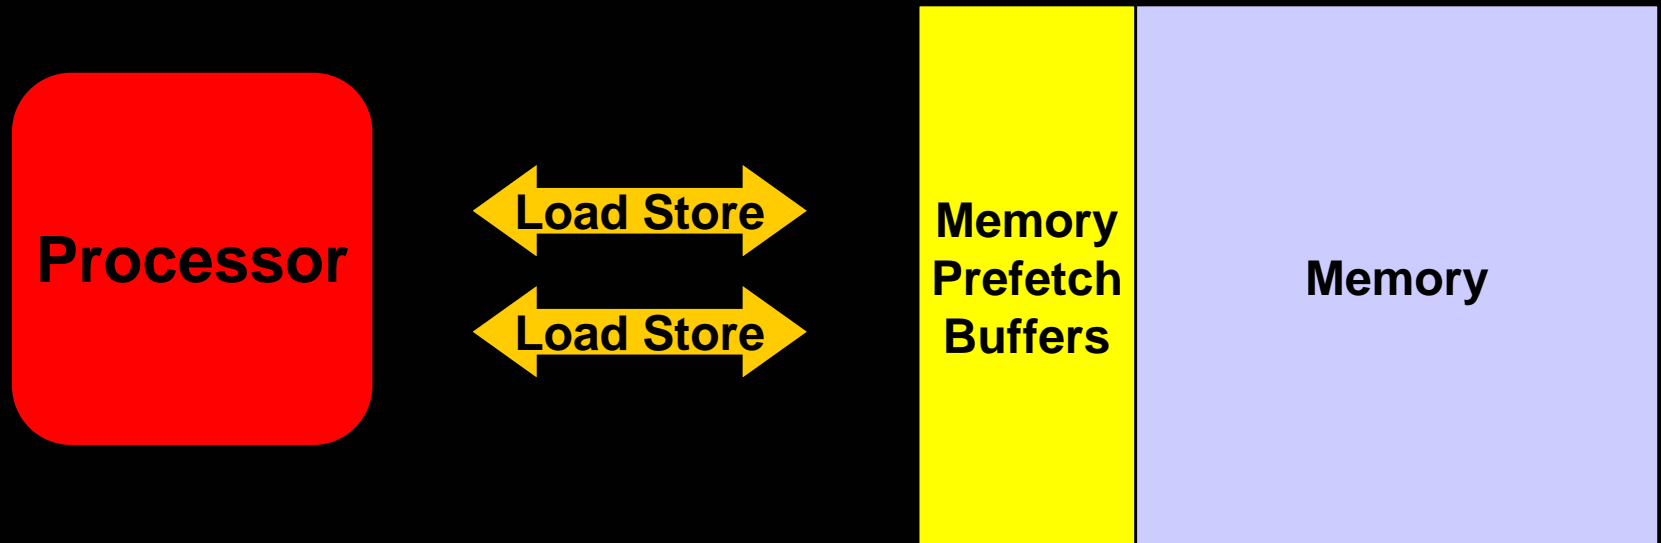 Processor
Load Store
Load Store
Memory
Prefetch
Buffers
Memory